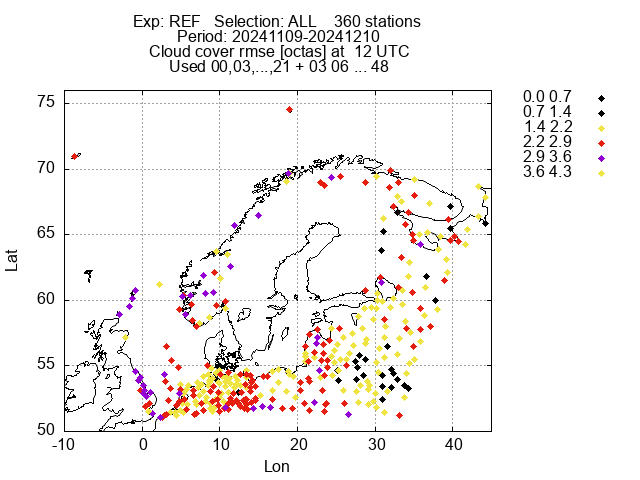 Exp: REF Selection: ALL 360 stations
Period: 20241109-20241210
Cloud cover rmse [octas] at 12 UTC
Used 00,03,...,21 + 03 06 ... 48
0.0 0.7
0.7 1.4
1.4 2.2
2.2 2.9
2.9 3.6
3.6 4.3
75
70
65
60
55
50
Lat
-10 0 10 20 30 40
Lon